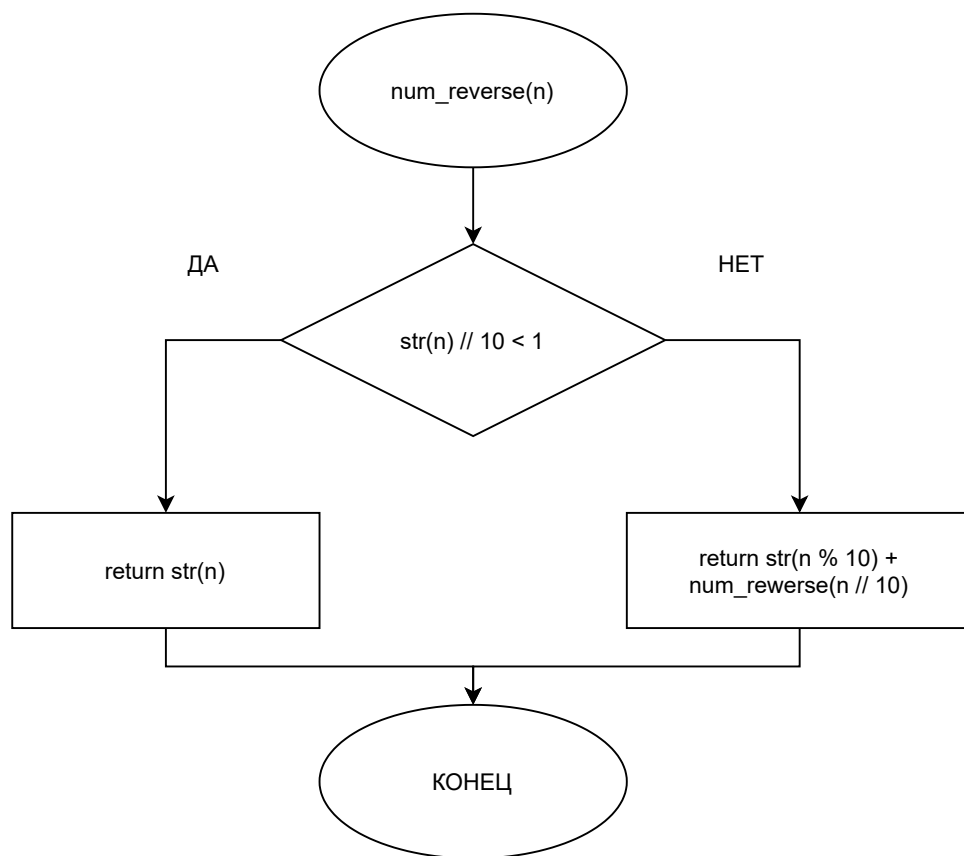 num_reverse(n)
ДА
НЕТ
str(n) // 10 < 1
return str(n)
return str(n % 10) +
num_rewerse(n // 10)
КОНЕЦ